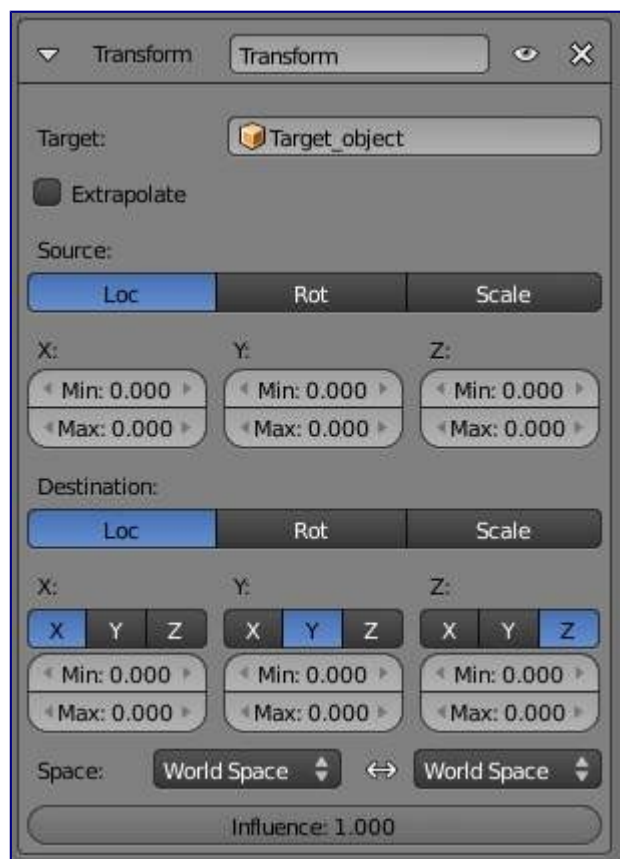 Transform Transform
Target: Target_object
Extrapolate
Source:
Loc Rot Scale
X: Y: Z:
Min: 0.000 Min: 0.000 Min: 0.000
Max: 0.000 Max: 0.000 Max: 0.000
Destination:
Loc Rot Scale
X: Y: Z:
X Y Z X Y Z X Y Z
Min: 0.000 Min: 0.000 Min: 0.000
Max: 0.000 Max: 0.000 Max: 0.000
Space: World Space World Space
Influence: 1.000